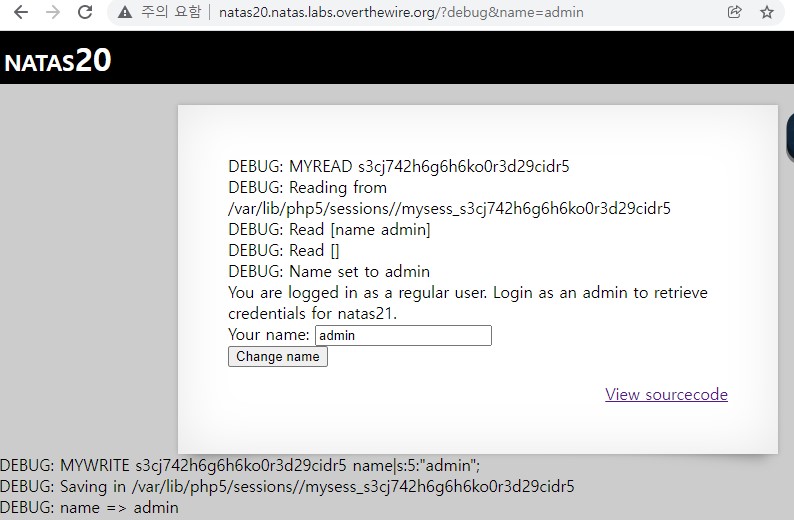 주의 요함 natas20.natas.labs.overthewire.org/?debug&name=admin
NATAS20
DEBUG: MYREAD s3cj742h6g6h6ko0r3d29cidr5
DEBUG: Reading from
/var/lib/php5/sessions//mysess_s3cj742h6g6h6ko0r3d29cidr5
DEBUG: Read [name admin]
DEBUG: Read []
DEBUG: Name set to admin
You are logged in as a regular user. Login as an admin to retrieve
credentials for natas21.
Your name: admin
Change name
View sourcecode
DEBUG: MYWRITE s3cj742h6g6h6ko0r3d29cidr5 name|s:5:"admin";
DEBUG: Saving in /var/lib/php5/sessions//mysess_s3cj742h6g6h6ko0r3d29cidr5
DEBUG: name => admin